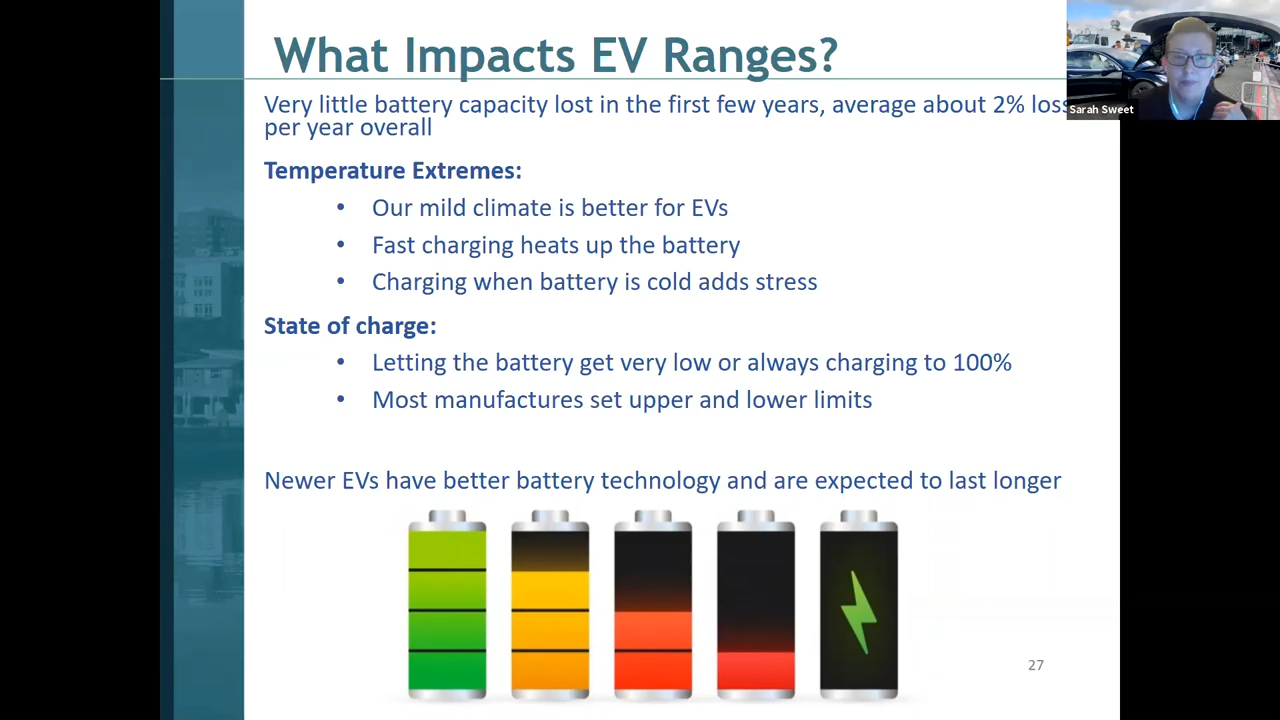 What Impacts EV Ranges?
Very little battery capacity lost in the first few years, average about 2% loss
per year overall
Sarah Sweet
Temperature Extremes:
• Our mild climate is better for EVs
• Fast charging heats up the battery
• Charging when battery is cold adds stress
State of charge:
• Letting the battery get very low or always charging to 100%
• Most manufactures set upper and lower limits
Newer EVs have better battery technology and are expected to last longer
27